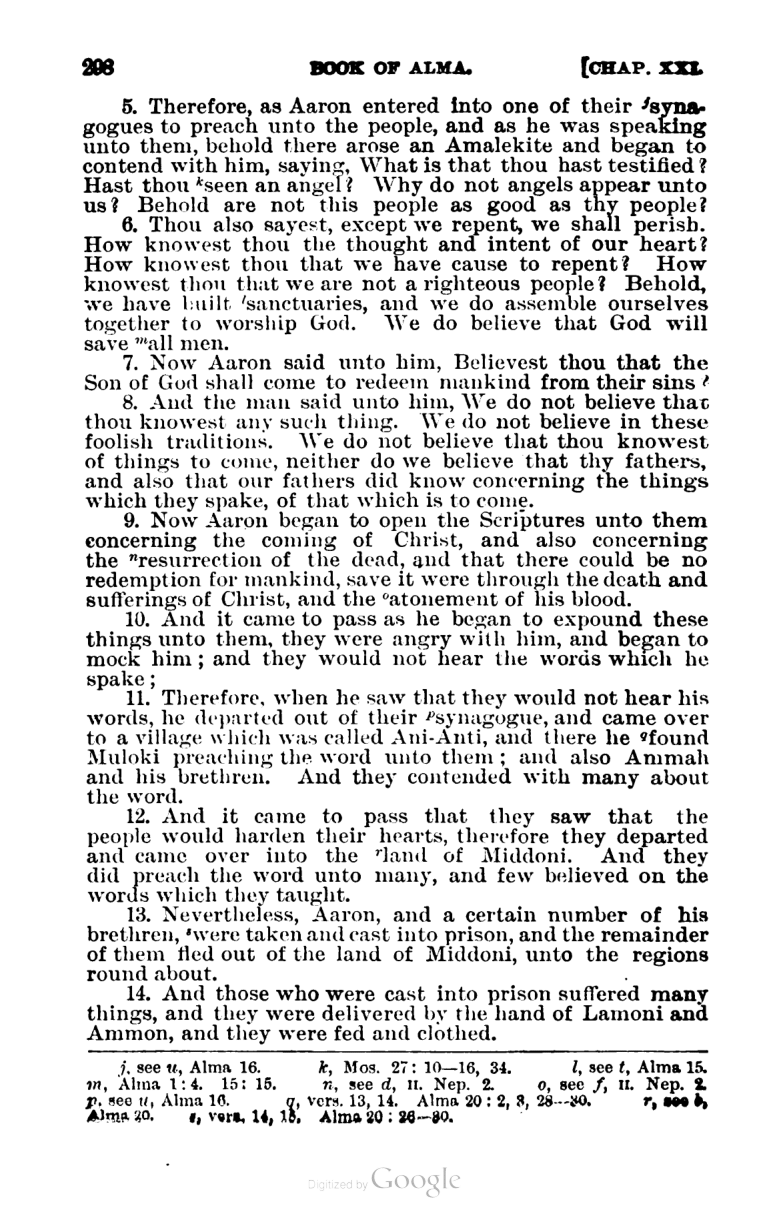 298 BOOK OF ALMA. [CHAP. XXI.
5. Therefore, as Aaron entered into one of their ʲsyna-
gogues to preach unto the people, and as he was speaking
unto them, behold there arose an Amalekite and began to
contend with him, saying, What is that thou hast testified?
Hast thou ᵏseen an angel? Why do not angels appear unto
us? Behold are not this people as good as thy people?
6. Thou also sayest, except we repent, we shall perish.
How knowest thou the thought and intent of our heart?
How knowest thou that we have cause to repent? How
knowest thou that we are not a righteous people? Behold,
we have built ˡsanctuaries, and we do assemble ourselves
together to worship God. We do believe that God will
save ᵐall men.
7. Now Aaron said unto him, Believest thou that the
Son of God shall come to redeem mankind from their sins?
8. And the man said unto him, We do not believe that
thou knowest any such thing. We do not believe in these
foolish traditions. We do not believe that thou knowest
of things to come, neither do we believe that thy fathers,
and also that our fathers did know concerning the things
which they spake, of that which is to come.
9. Now Aaron began to open the Scriptures unto them
concerning the coming of Christ, and also concerning
the ⁿresurrection of the dead, and that there could be no
redemption for mankind, save it were through the death and
sufferings of Christ, and the ᵒatonement of his blood.
10. And it came to pass as he began to expound these
things unto them, they were angry with him, and began to
mock him; and they would not hear the words which he
spake;
11. Therefore, when he saw that they would not hear his
words, he departed out of their ᵖsynagogue, and came over
to a village which was called Ani-Anti, and there he ᑫfound
Muloki preaching the word unto them; and also Ammah
and his brethren. And they contended with many about
the word.
12. And it came to pass that they saw that the
people would harden their hearts, therefore they departed
and came over into the ʳland of Middoni. And they
did preach the word unto many, and few believed on the
words which they taught.
13. Nevertheless, Aaron, and a certain number of his
brethren, ˢwere taken and cast into prison, and the remainder
of them fled out of the land of Middoni, unto the regions
round about.
14. And those who were cast into prison suffered many
things, and they were delivered by the hand of Lamoni and
Ammon, and they were fed and clothed.
j, see u, Alma 16. k, Mos. 27: 10—16, 34. l, see t, Alma 15.
m, Alma 1: 4. 15: 15. n, see d, II. Nep. 2. o, see f, II. Nep. 2.
p, see u, Alma 16. q, vers. 13, 14. Alma 20: 2, 3, 28—30. r, see b,
Alma 20. s, vers. 14, 15. Alma 20: 26—30.
Digitized by Google